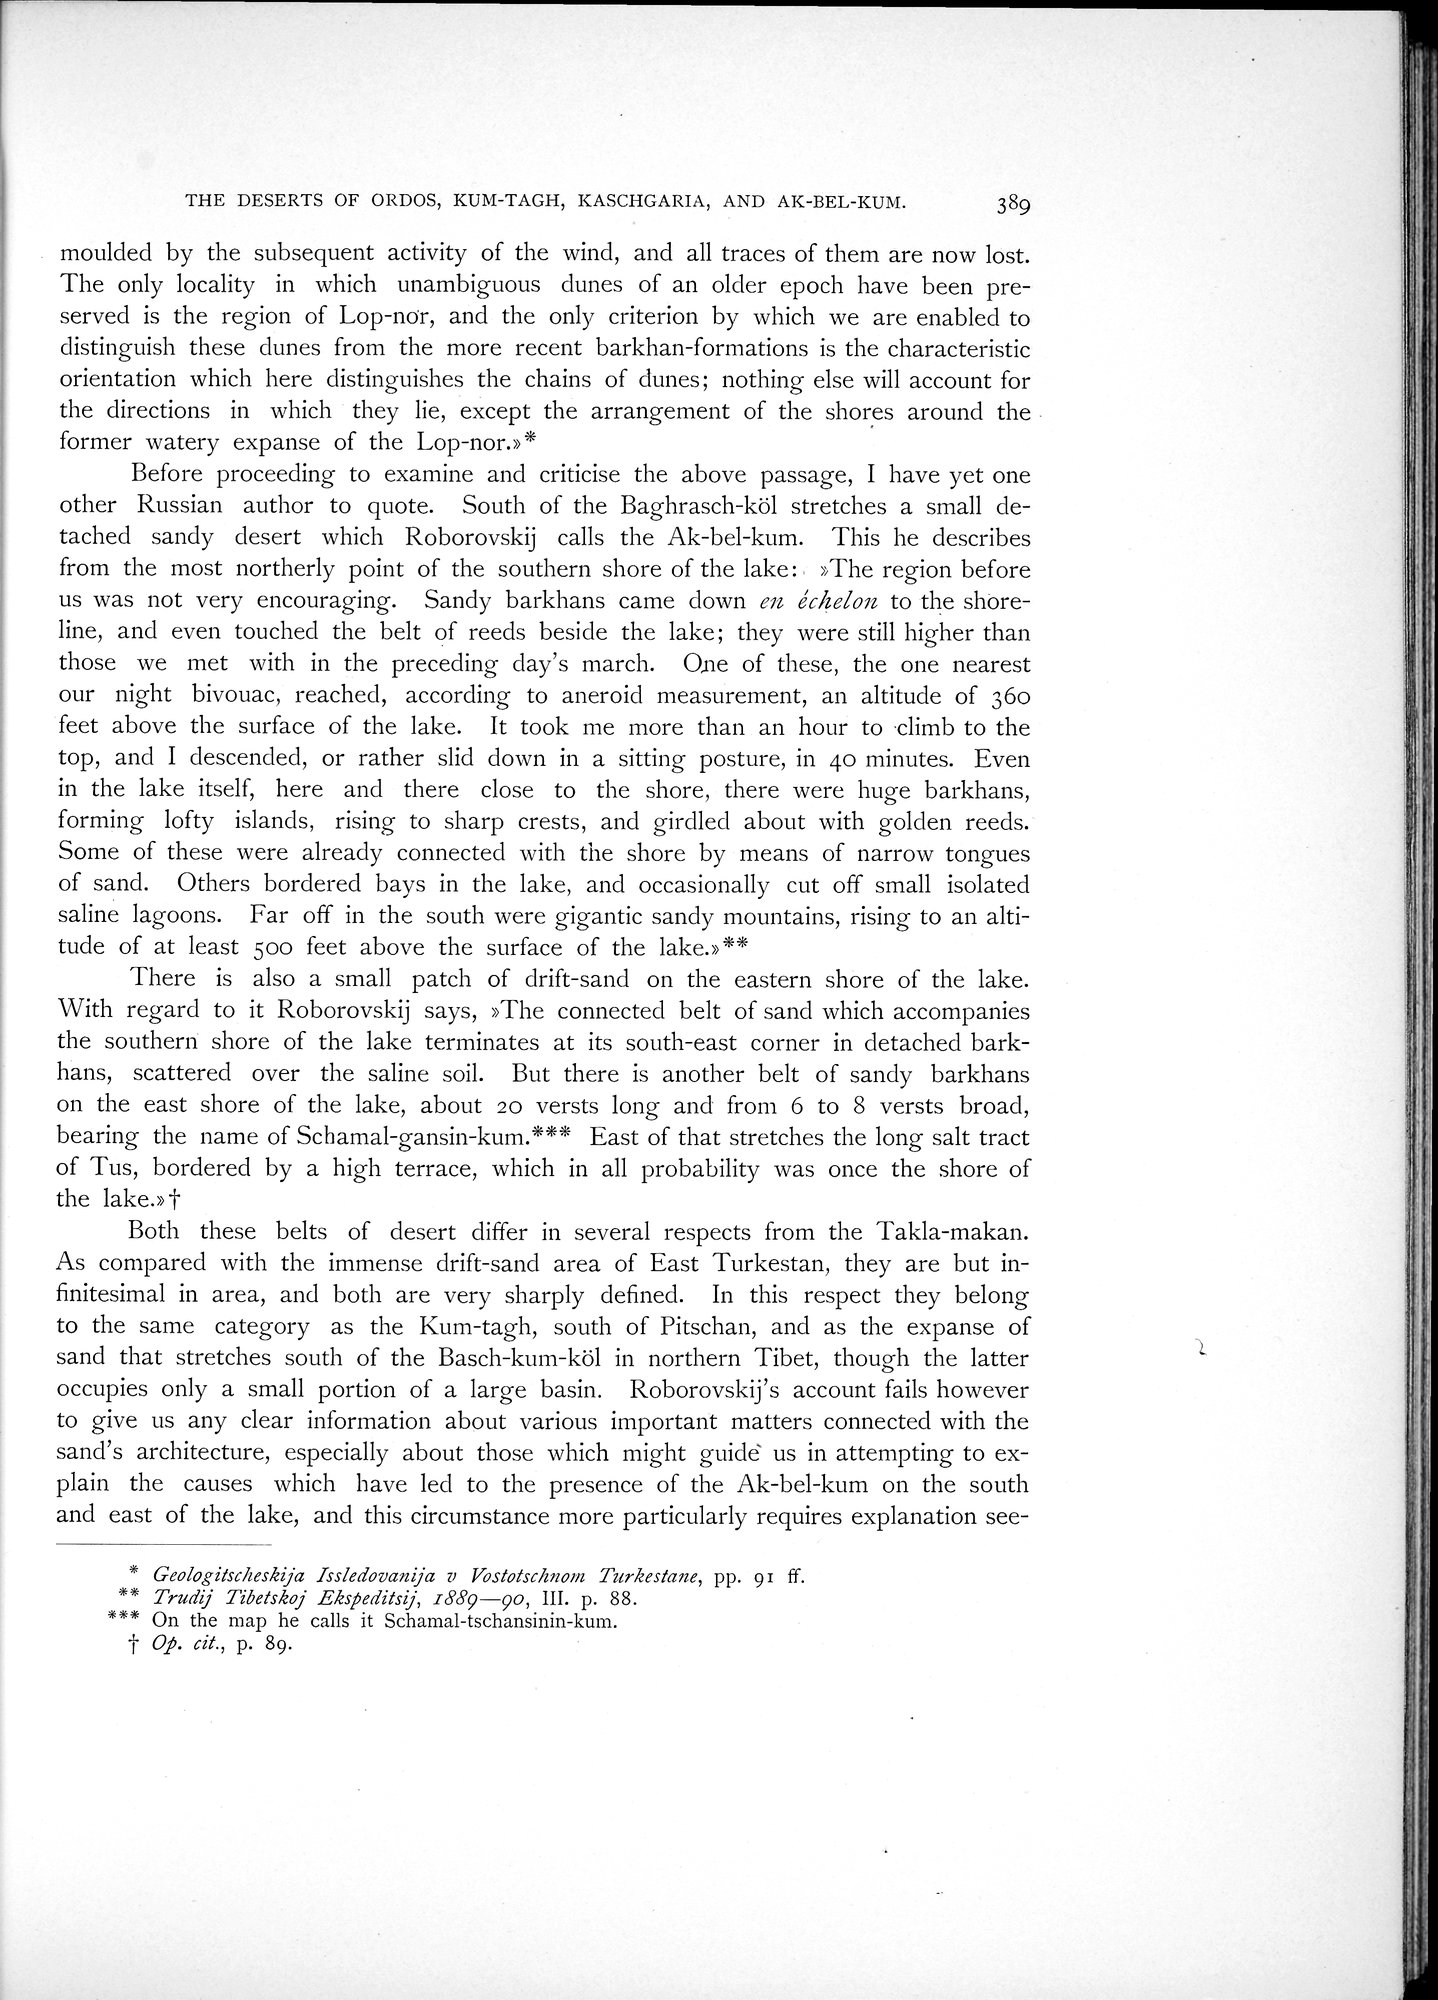 THE DESERTS OF ORDOS, KUM-TAGH, KASCHGARIA, AND AK-BEL-KUM. 389
moulded by the subsequent activity of the wind, and all traces of them are now lost.
The only locality in which unambiguous dunes of an older epoch have been pre-
served is the region of Lop-nor, and the only criterion by which we are enabled to
distinguish these dunes from the more recent barkhan-formations is the characteristic
orientation which here distinguishes the chains of dunes; nothing else will account for
the directions in which they lie, except the arrangement of the shores around the
former watery expanse of the Lop-nor.»*
Before proceeding to examine and criticise the above passage, I have yet one
other Russian author to quote. South of the Baghrasch-köl stretches a small de-
tached sandy desert which Roborovskij calls the Ak-bel-kum. This he describes
from the most northerly point of the southern shore of the lake: »The region before
us was not very encouraging. Sandy barkhans came down en échelon to the shore-
line, and even touched the belt of reeds beside the lake; they were still higher than
those we met with in the preceding day's march. One of these, the one nearest
our night bivouac, reached, according to aneroid measurement, an altitude of 360
feet above the surface of the lake. It took me more than an hour to climb to the
top, and I descended, or rather slid down in a sitting posture, in 40 minutes. Even
in the lake itself, here and there close to the shore, there were huge barkhans,
forming lofty islands, rising to sharp crests, and girdled about with golden reeds.
Some of these were already connected with the shore by means of narrow tongues
of sand. Others bordered bays in the lake, and occasionally cut off small isolated
saline lagoons. Far off in the south were gigantic sandy mountains, rising to an alti-
tude of at least 500 feet above the surface of the lake.»**
There is also a small patch of drift-sand on the eastern shore of the lake.
With regard to it Roborovskij says, »The connected belt of sand which accompanies
the southern shore of the lake terminates at its south-east corner in detached bark-
hans, scattered over the saline soil. But there is another belt of sandy barkhans
on the east shore of the lake, about 20 versts long and from 6 to 8 versts broad,
bearing the name of Schamal-gansin-kum.*** East of that stretches the long salt tract
of Tus, bordered by a high terrace, which in all probability was once the shore of
the lake.»†
Both these belts of desert differ in several respects from the Takla-makan.
As compared with the immense drift-sand area of East Turkestan, they are but in-
finitesimal in area, and both are very sharply defined. In this respect they belong
to the same category as the Kum-tagh, south of Pitschan, and as the expanse of
sand that stretches south of the Basch-kum-köl in northern Tibet, though the latter
occupies only a small portion of a large basin. Roborovskij's account fails however
to give us any clear information about various important matters connected with the
sand's architecture, especially about those which might guide us in attempting to ex-
plain the causes which have led to the presence of the Ak-bel-kum on the south
and east of the lake, and this circumstance more particularly requires explanation see-
* Geologitscheskija Issledovanija v Vostotschnom Turkestane, pp. 91 ff.
** Trudij Tibetskoj Ekspeditsij, 1889—90, III. p. 88.
*** On the map he calls it Schamal-tschansinin-kum.
† Op. cit., p. 89.